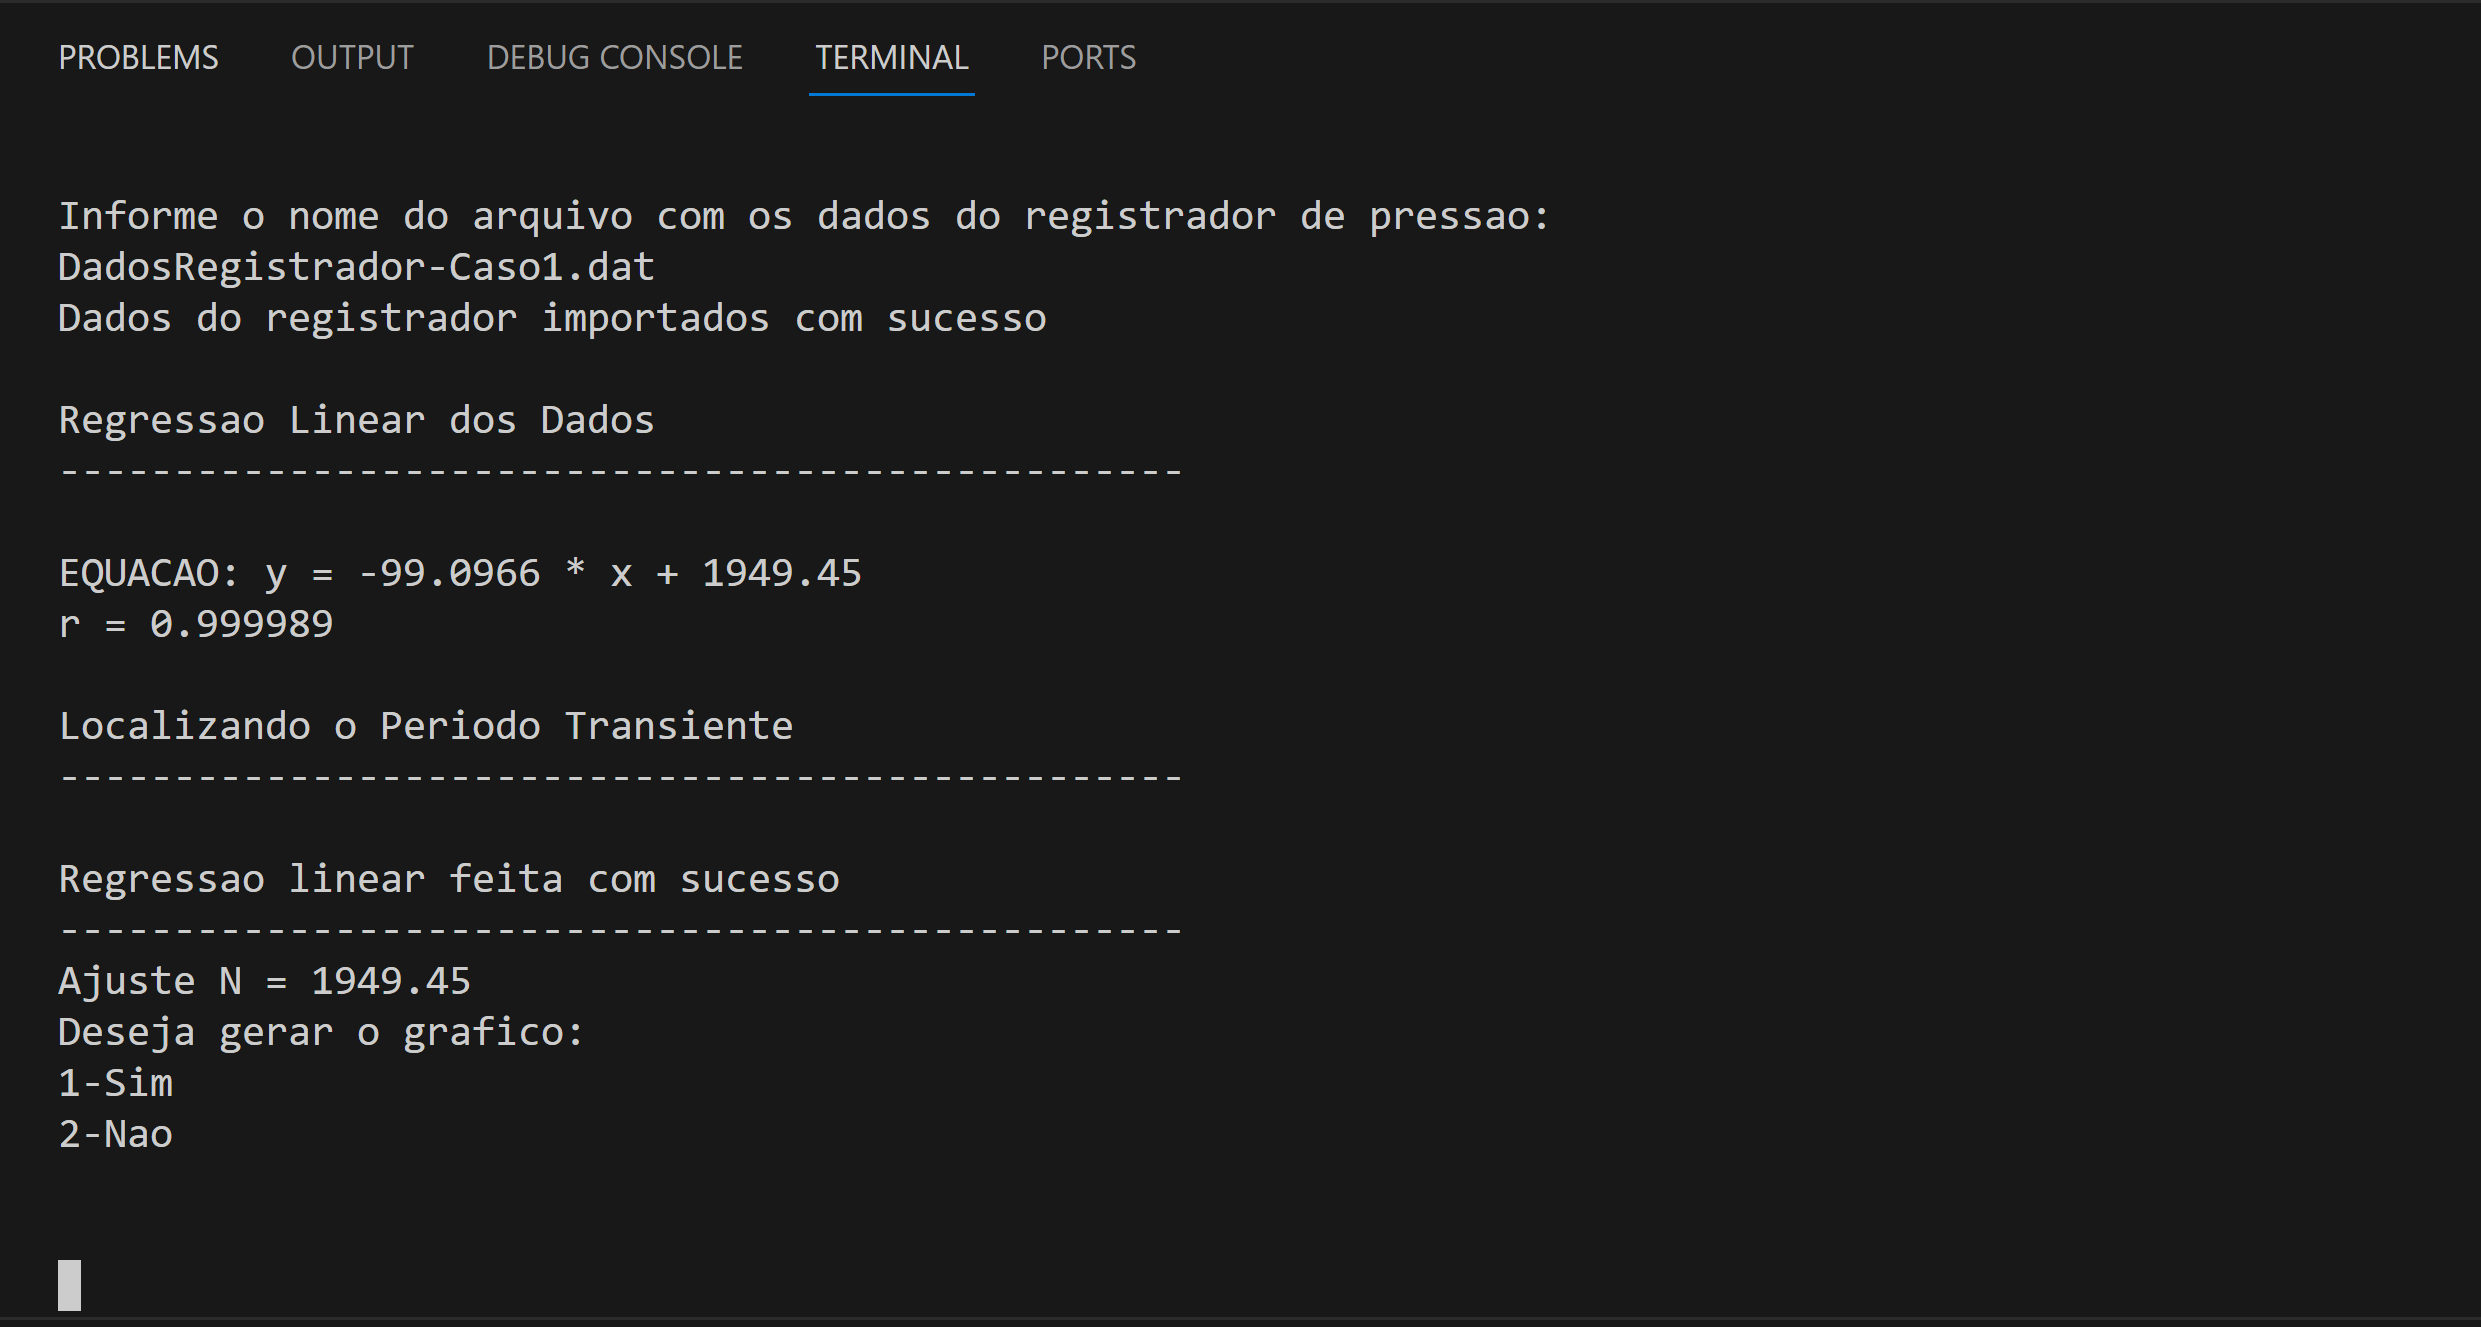 PROBLEMS OUTPUT DEBUG CONSOLE TERMINAL PORTS
Informe o nome do arquivo com os dados do registrador de pressao:
DadosRegistrador-Caso1.dat
Dados do registrador importados com sucesso
Regressao Linear dos Dados
-------------------------------------------------
EQUACAO: y = -99.0966 * x + 1949.45
r = 0.999989
Localizando o Periodo Transiente
-------------------------------------------------
Regressao linear feita com sucesso
-------------------------------------------------
Ajuste N = 1949.45
Deseja gerar o grafico:
1-Sim
2-Nao